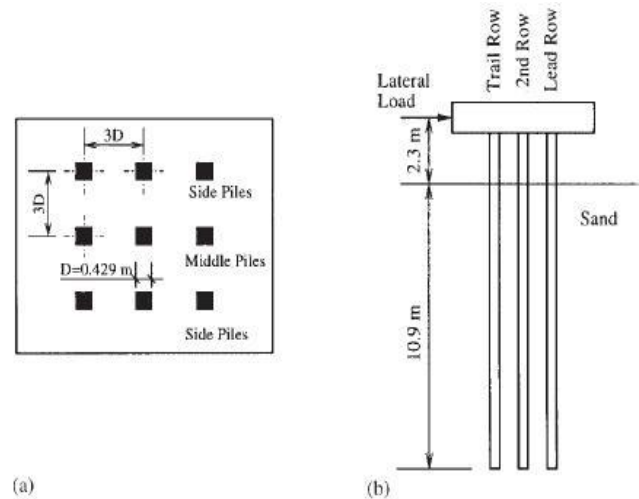 3D
3D
Side Piles
Middle Piles
D=0.429 m
Side Piles
(a)
Trail Row
2nd Row
Lead Row
Lateral
Load
2.3 m
Sand
10.9 m
(b)